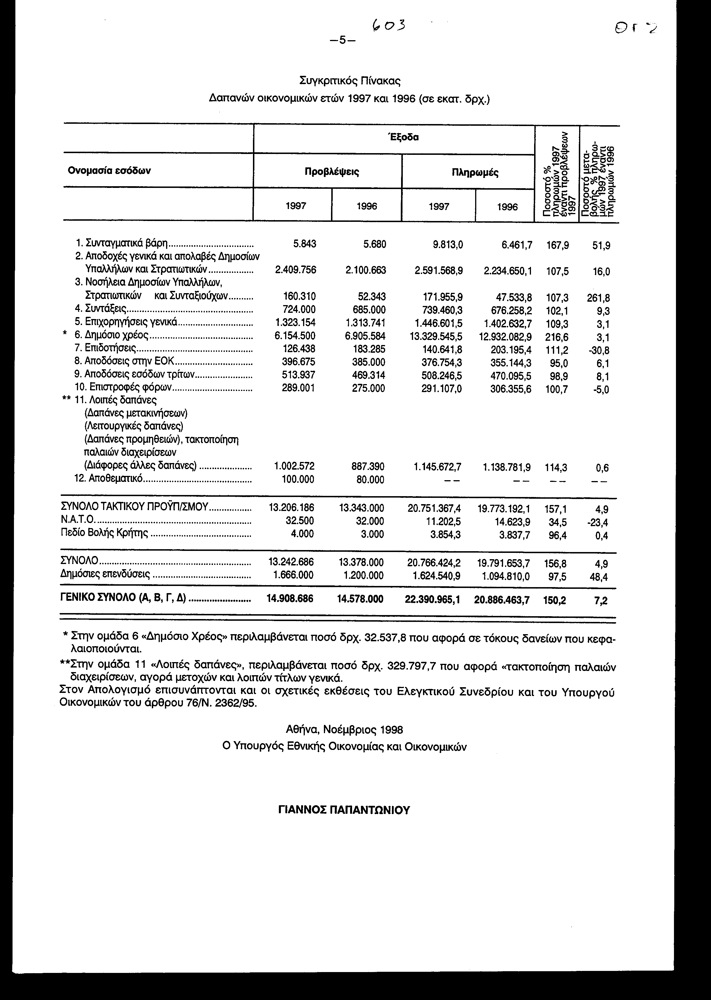 603
–5–
Συγκριτικός Πίνακας
Δαπανών οικονομικών ετών 1997 και 1996 (σε εκατ. δρχ.)
Έξοδα
Ονομασία εσόδων Προβλέψεις Πληρωμές
1997 1996 1997 1996
Ποσοστό %
πληρωμών 1997
έναντι προβλέψεων
1997
Ποσοστό μετα-
βολής % πληρω-
μών 1997 έναντι
πληρωμών 1996
1. Συνταγματικά βάρη 5.843 5.680 9.813,0 6.461,7 167,9 51,9
2. Αποδοχές γενικά και απολαβές Δημοσίων
Υπαλλήλων και Στρατιωτικών 2.409.756 2.100.663 2.591.568,9 2.234.650,1 107,5 16,0
3. Νοσήλεια Δημοσίων Υπαλλήλων,
Στρατιωτικών και Συνταξιούχων 160.310 52.343 171.955,9 47.533,8 107,3 261,8
4. Συντάξεις 724.000 685.000 739.460,3 676.258,2 102,1 9,3
5. Επιχορηγήσεις γενικά 1.323.154 1.313.741 1.446.601,5 1.402.632,7 109,3 3,1
* 6. Δημόσιο χρέος 6.154.500 6.905.584 13.329.545,5 12.932.082,9 216,6 3,1
7. Επιδοτήσεις 126.438 183.285 140.641,8 203.195,4 111,2 -30,8
8. Αποδόσεις στην ΕΟΚ 396.675 385.000 376.754,3 355.144,3 95,0 6,1
9. Αποδόσεις εσόδων τρίτων 513.937 469.314 508.246,5 470.095,5 98,9 8,1
10. Επιστροφές φόρων 289.001 275.000 291.107,0 306.355,6 100,7 -5,0
** 11. Λοιπές δαπάνες
(Δαπάνες μετακινήσεων)
(Λειτουργικές δαπάνες)
(Δαπάνες προμηθειών), τακτοποίηση
παλαιών διαχειρίσεων
(Διάφορες άλλες δαπάνες) 1.002.572 887.390 1.145.672,7 1.138.781,9 114,3 0,6
12. Αποθεματικό 100.000 80.000 – – – – – – – –
ΣΥΝΟΛΟ ΤΑΚΤΙΚΟΥ ΠΡΟΫΠ/ΣΜΟΥ 13.206.186 13.343.000 20.751.367,4 19.773.192,1 157,1 4,9
Ν.Α.Τ.Ο. 32.500 32.000 11.202,5 14.623,9 34,5 -23,4
Πεδίο Βολής Κρήτης 4.000 3.000 3.854,3 3.837,7 96,4 0,4
ΣΥΝΟΛΟ 13.242.686 13.378.000 20.766.424,2 19.791.653,7 156,8 4,9
Δημόσιες επενδύσεις 1.666.000 1.200.000 1.624.540,9 1.094.810,0 97,5 48,4
ΓΕΝΙΚΟ ΣΥΝΟΛΟ (Α, Β, Γ, Δ) 14.908.686 14.578.000 22.390.965,1 20.886.463,7 150,2 7,2
* Στην ομάδα 6 «Δημόσιο Χρέος» περιλαμβάνεται ποσό δρχ. 32.537,8 που αφορά σε τόκους δανείων που κεφα-
λαιοποιούνται.
**Στην ομάδα 11 «Λοιπές δαπάνες», περιλαμβάνεται ποσό δρχ. 329.797,7 που αφορά «τακτοποίηση παλαιών
διαχειρίσεων, αγορά μετοχών και λοιπών τίτλων γενικά.
Στον Απολογισμό επισυνάπτονται και οι σχετικές εκθέσεις του Ελεγκτικού Συνεδρίου και του Υπουργού
Οικονομικών του άρθρου 76/Ν. 2362/95.
Αθήνα, Νοέμβριος 1998
Ο Υπουργός Εθνικής Οικονομίας και Οικονομικών
ΓΙΑΝΝΟΣ ΠΑΠΑΝΤΩΝΙΟΥ